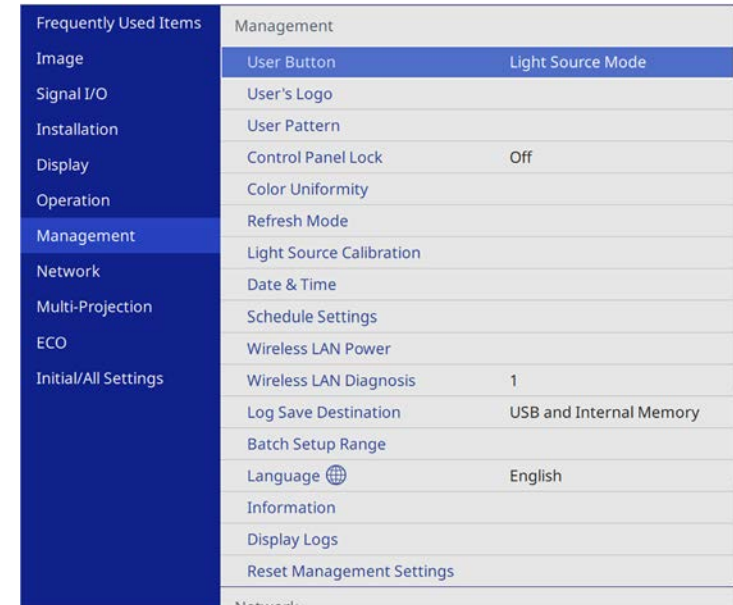 Frequently Used Items
Image
Signal I/O
Installation
Display
Operation
Management
Network
Multi-Projection
ECO
Initial/All Settings
Management
User Button Light Source Mode
User's Logo
User Pattern
Control Panel Lock Off
Color Uniformity
Refresh Mode
Light Source Calibration
Date & Time
Schedule Settings
Wireless LAN Power
Wireless LAN Diagnosis 1
Log Save Destination USB and Internal Memory
Batch Setup Range
Language English
Information
Display Logs
Reset Management Settings
Network